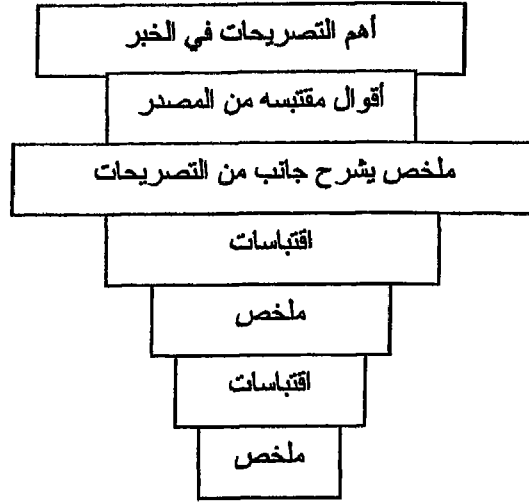 أهم التصريحات في الخبر
أقوال مقتبسه من المصدر
ملخص يشرح جانب من التصريحات
اقتباسات
ملخص
اقتباسات
ملخص